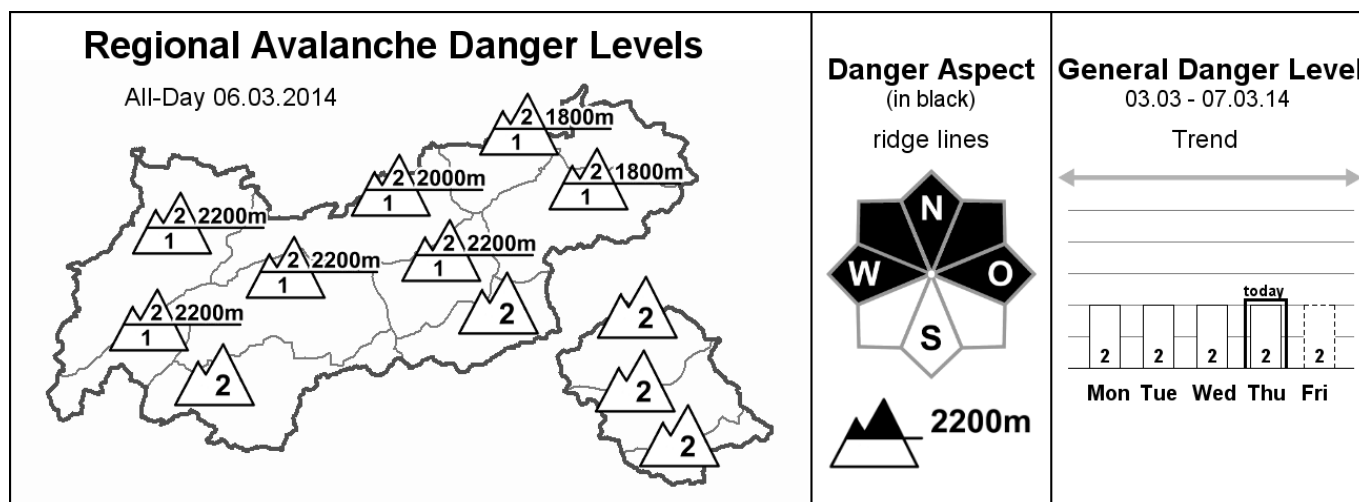 Regional Avalanche Danger Levels
All-Day 06.03.2014
2 1800m
1
2 1800m
1
2 2000m
1
2 2200m
1
2 2200m
1
2 2200m
1
2 2200m
1
2
2
2
2
2
Danger Aspect
(in black)
ridge lines
N
W O
S
2200m
General Danger Level
03.03 - 07.03.14
Trend
today
2 2 2 2 2
Mon Tue Wed Thu Fri